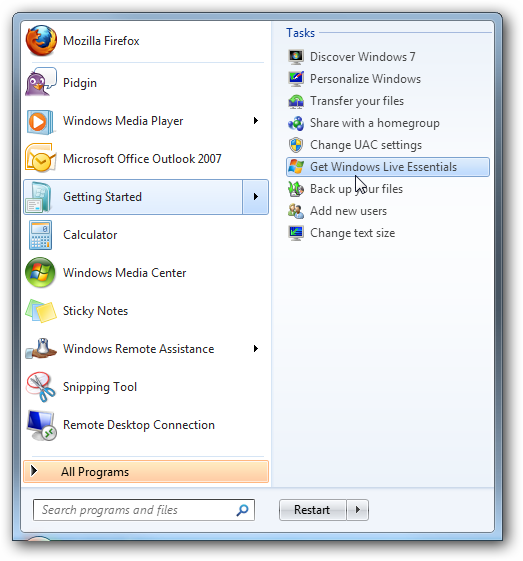 Mozilla Firefox
Pidgin
Windows Media Player
Microsoft Office Outlook 2007
Getting Started
Calculator
Windows Media Center
Sticky Notes
Windows Remote Assistance
Snipping Tool
Remote Desktop Connection
All Programs
Search programs and files
Tasks
Discover Windows 7
Personalize Windows
Transfer your files
Share with a homegroup
Change UAC settings
Get Windows Live Essentials
Back up your files
Add new users
Change text size
Restart